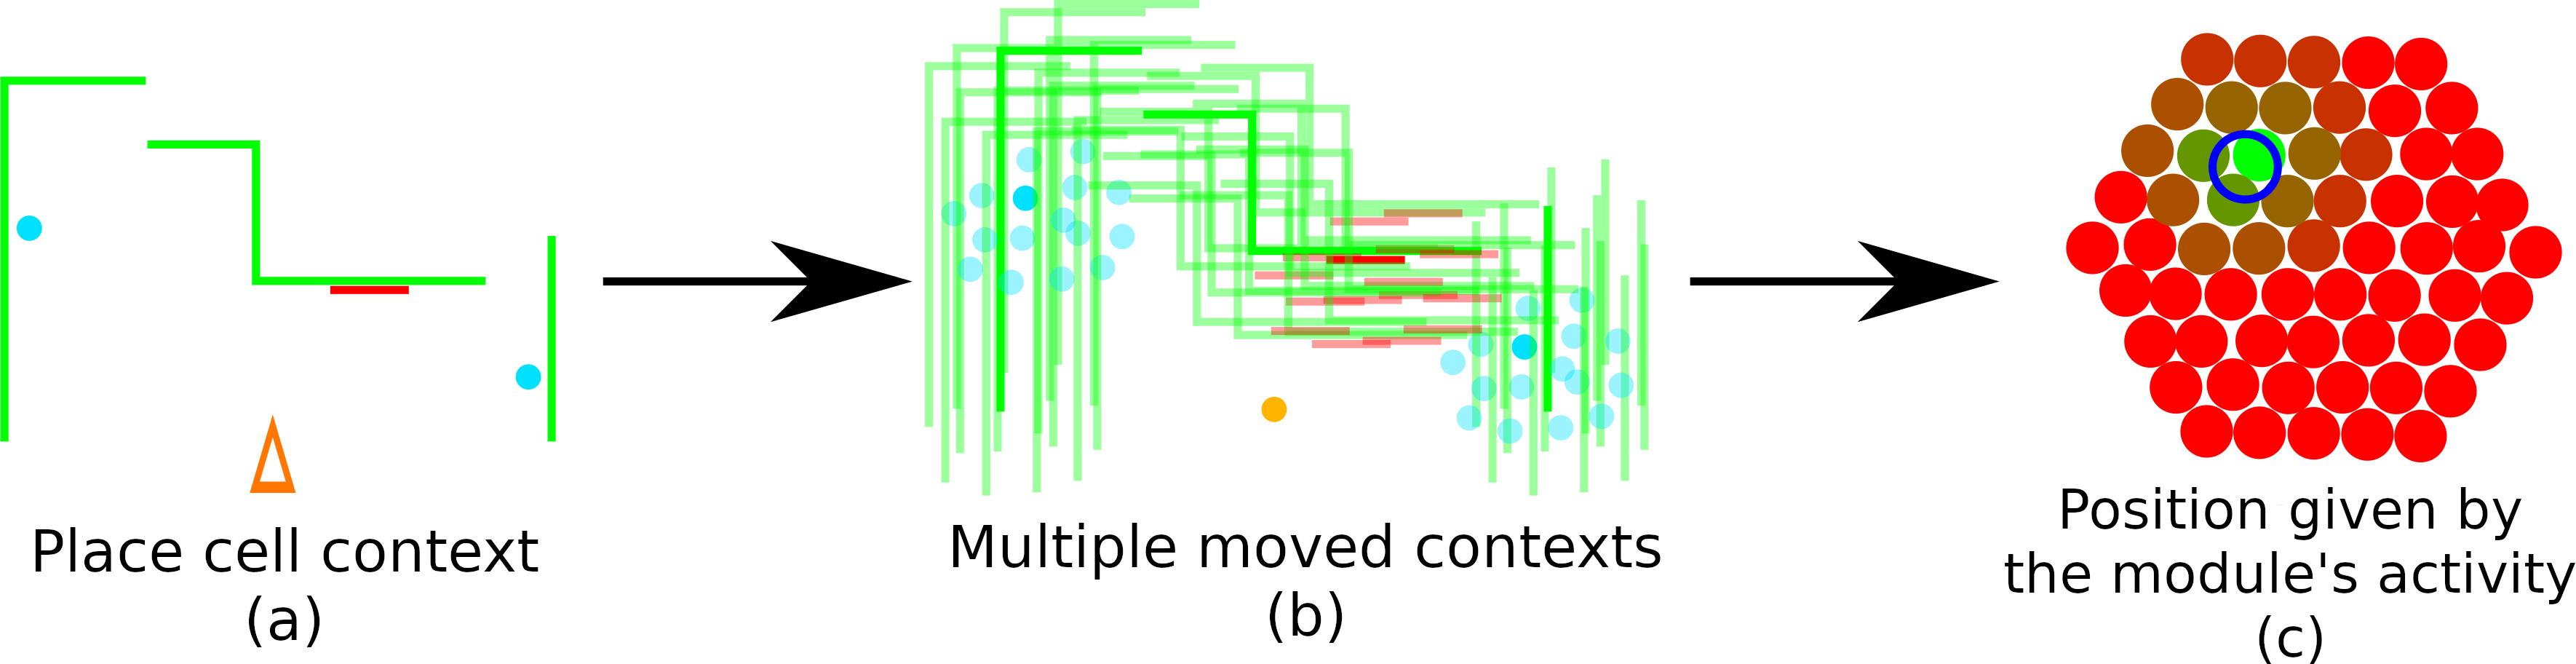 Place cell context
(a)
Multiple moved contexts
(b)
Position given by
the module's activity
(c)